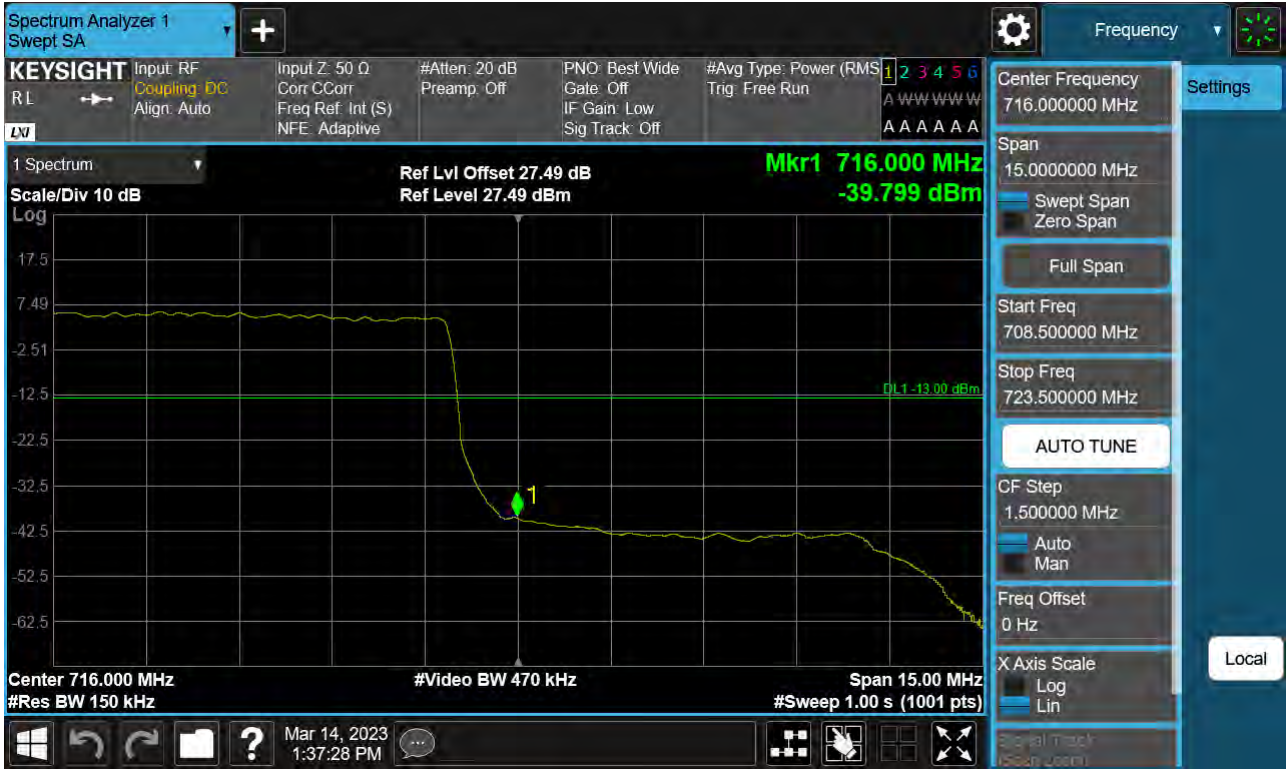 Spectrum Analyzer 1
Swept SA
+
Frequency
KEYSIGHT
RL
LXI
Input: RF
Coupling: DC
Align: Auto
Input Z: 50 Ω
Corr CCorr
Freq Ref: Int (S)
NFE: Adaptive
#Atten: 20 dB
Preamp: Off
PNO: Best Wide
Gate: Off
IF Gain: Low
Sig Track: Off
#Avg Type: Power (RMS
Trig: Free Run
1 2 3 4 5 6
A W W W W W
A A A A A A
1 Spectrum
Scale/Div 10 dB
Log
Ref Lvl Offset 27.49 dB
Ref Level 27.49 dBm
Mkr1 716.000 MHz
-39.799 dBm
17.5
7.49
-2.51
-12.5
-22.5
-32.5
-42.5
-52.5
-62.5
DL1 -13.00 dBm
1
Center 716.000 MHz
#Res BW 150 kHz
#Video BW 470 kHz
Span 15.00 MHz
#Sweep 1.00 s (1001 pts)
Center Frequency
716.000000 MHz
Span
15.0000000 MHz
Swept Span
Zero Span
Full Span
Start Freq
708.500000 MHz
Stop Freq
723.500000 MHz
AUTO TUNE
CF Step
1.500000 MHz
Auto
Man
Freq Offset
0 Hz
X Axis Scale
Log
Lin
Signal Track
(Span Zoom)
Settings
Local
?
Mar 14, 2023
1:37:28 PM